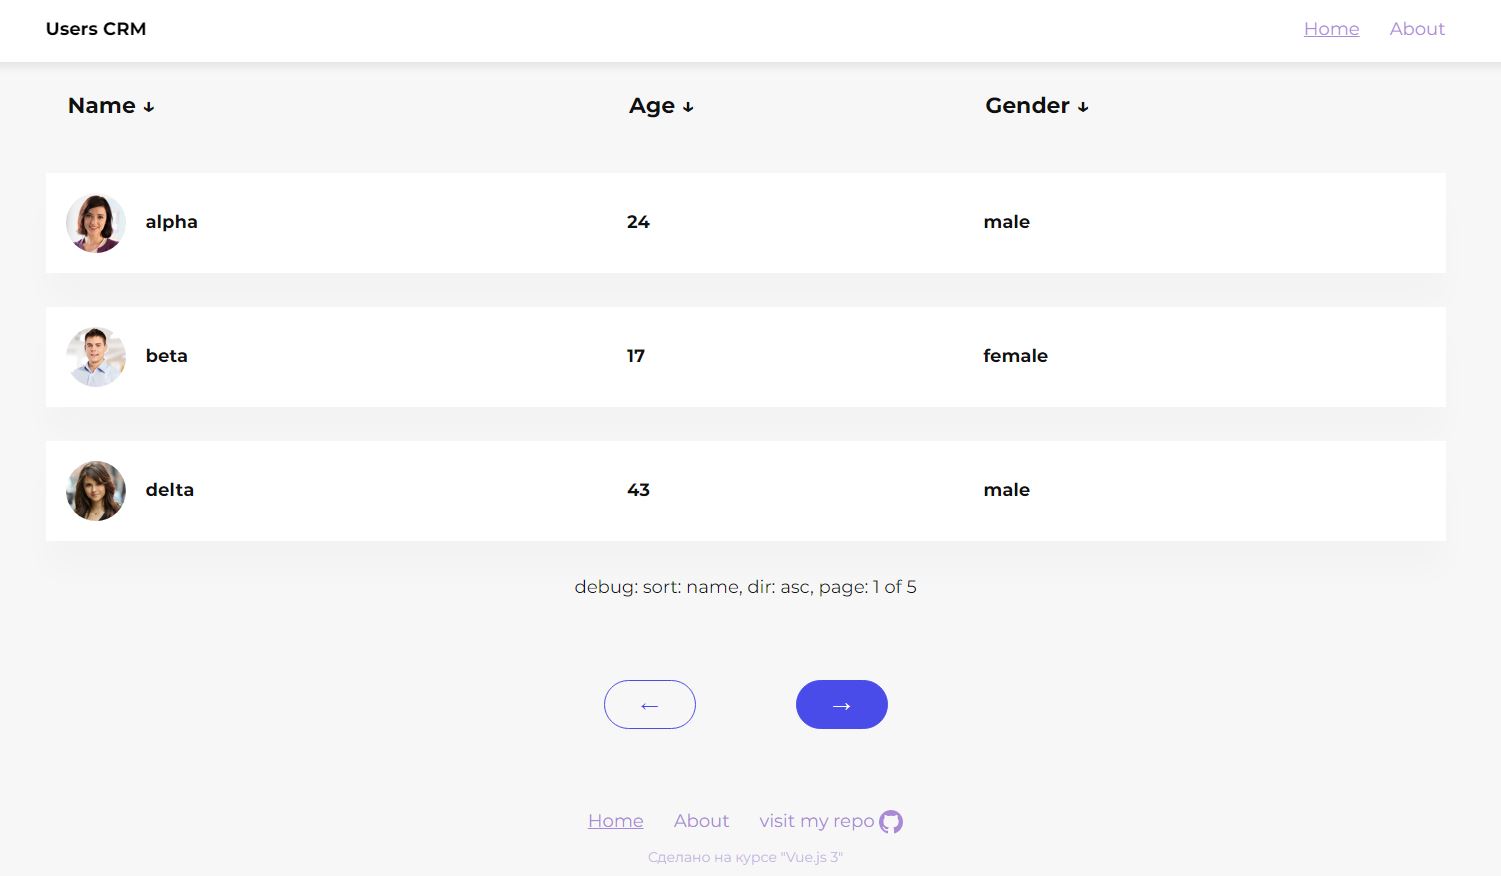 Users CRM Home About
Name ↓ Age ↓ Gender ↓
alpha 24 male
beta 17 female
delta 43 male
debug: sort: name, dir: asc, page: 1 of 5
← →
Home About visit my repo
Сделано на курсе "Vue.js 3"